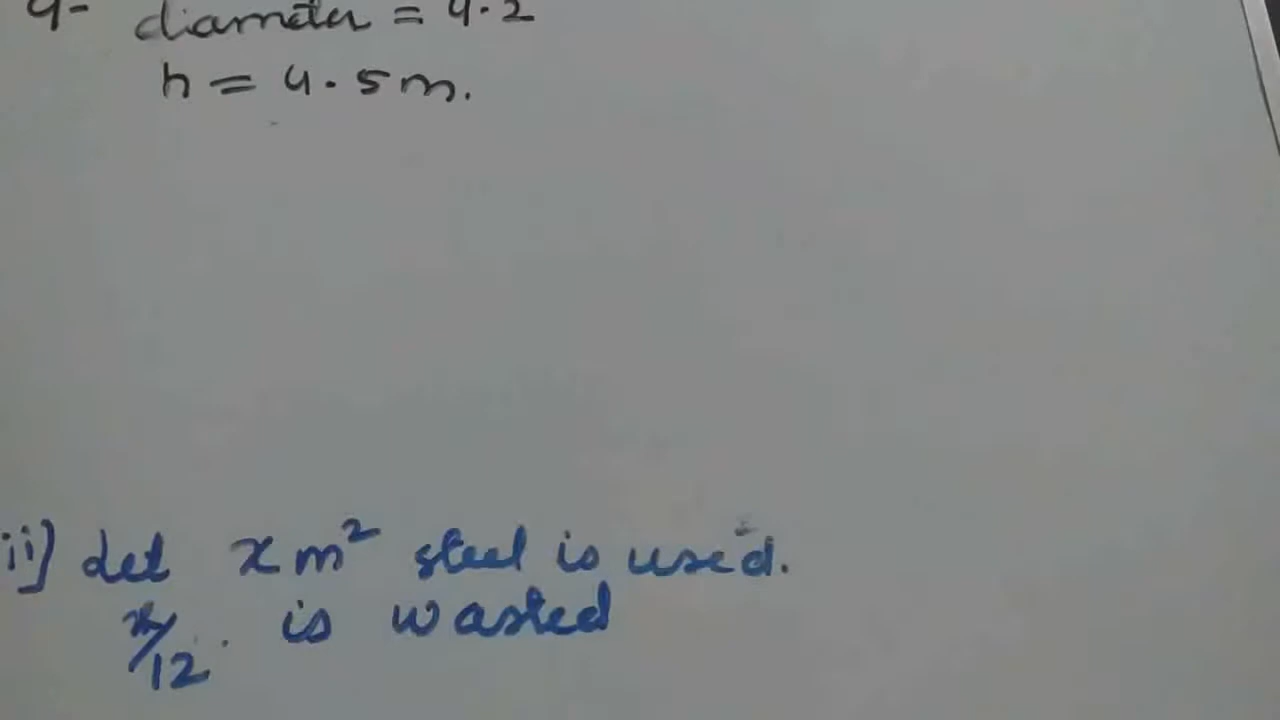 9- diameter = 4.2
h = 4.5m.
ii] Let x m² steel is used.
x/12 is wasted